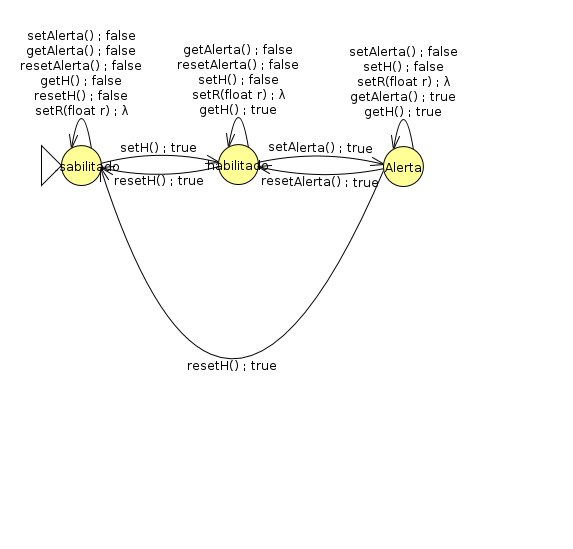 setAlerta() ; false
getAlerta() ; false
resetAlerta() ; false
getH() ; false
resetH() ; false
setR(float r) ; λ
getAlerta() ; false
resetAlerta() ; false
setH() ; false
setR(float r) ; λ
getH() ; true
setAlerta() ; false
setH() ; false
setR(float r) ; λ
getAlerta() ; true
getH() ; true
setH() ; true
setAlerta() ; true
sabilitado
habilitado
Alerta
resetH() ; true
resetAlerta() ; true
resetH() ; true